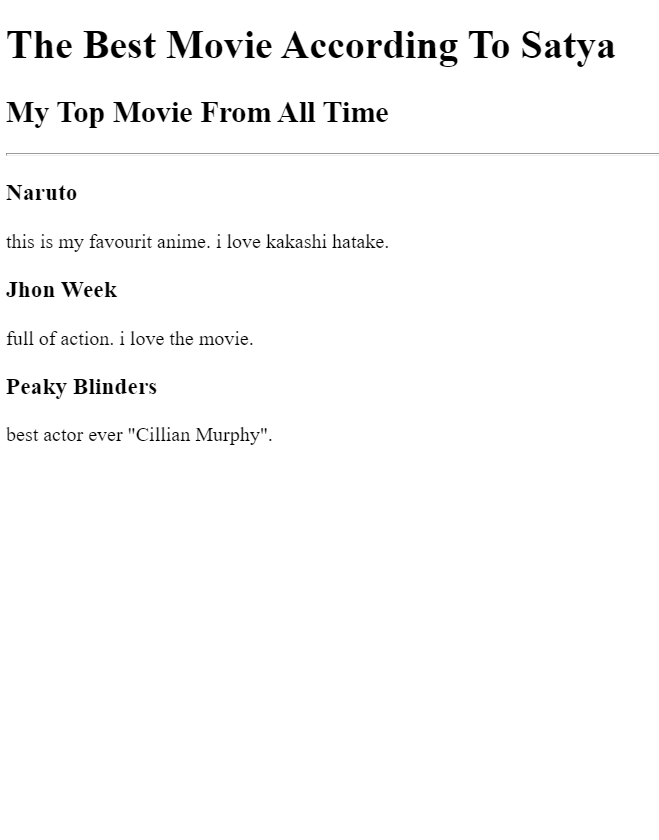 The Best Movie According To Satya
My Top Movie From All Time
Naruto
this is my favourit anime. i love kakashi hatake.
Jhon Week
full of action. i love the movie.
Peaky Blinders
best actor ever "Cillian Murphy".